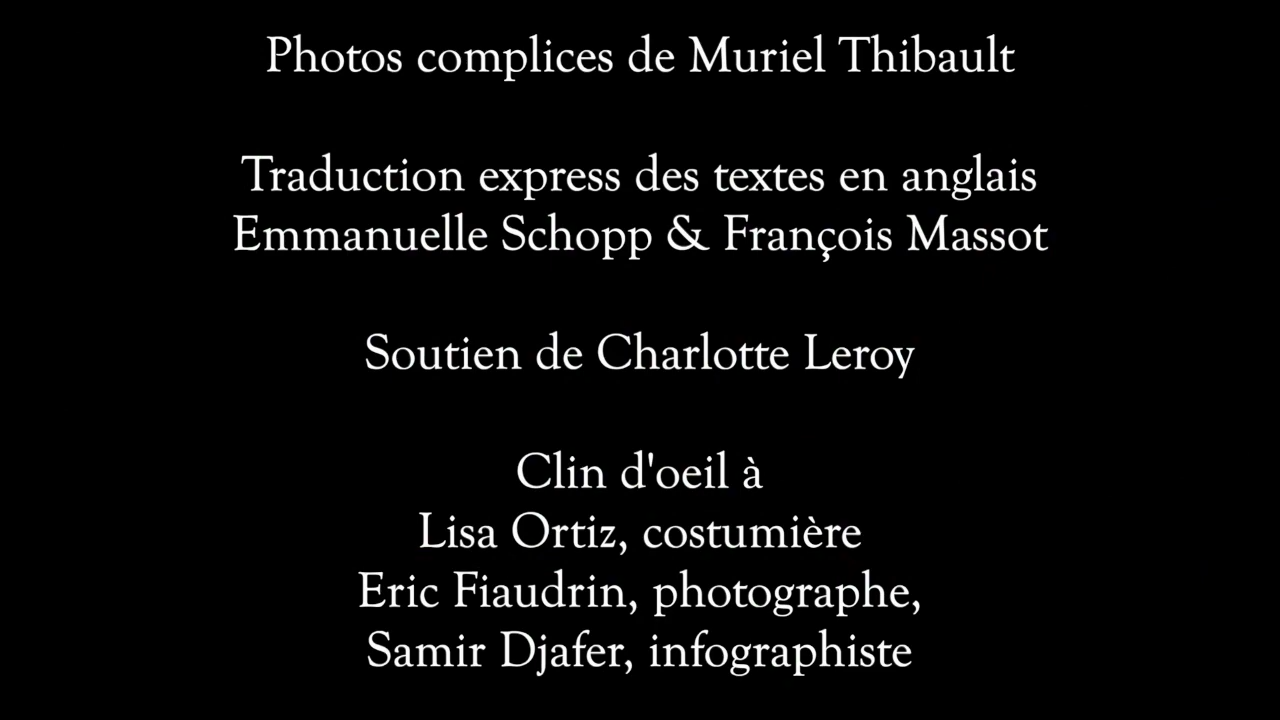 Photos complices de Muriel Thibault
Traduction express des textes en anglais
Emmanuelle Schopp & François Massot
Soutien de Charlotte Leroy
Clin d'oeil à
Lisa Ortiz, costumière
Eric Fiaudrin, photographe,
Samir Djafer, infographiste